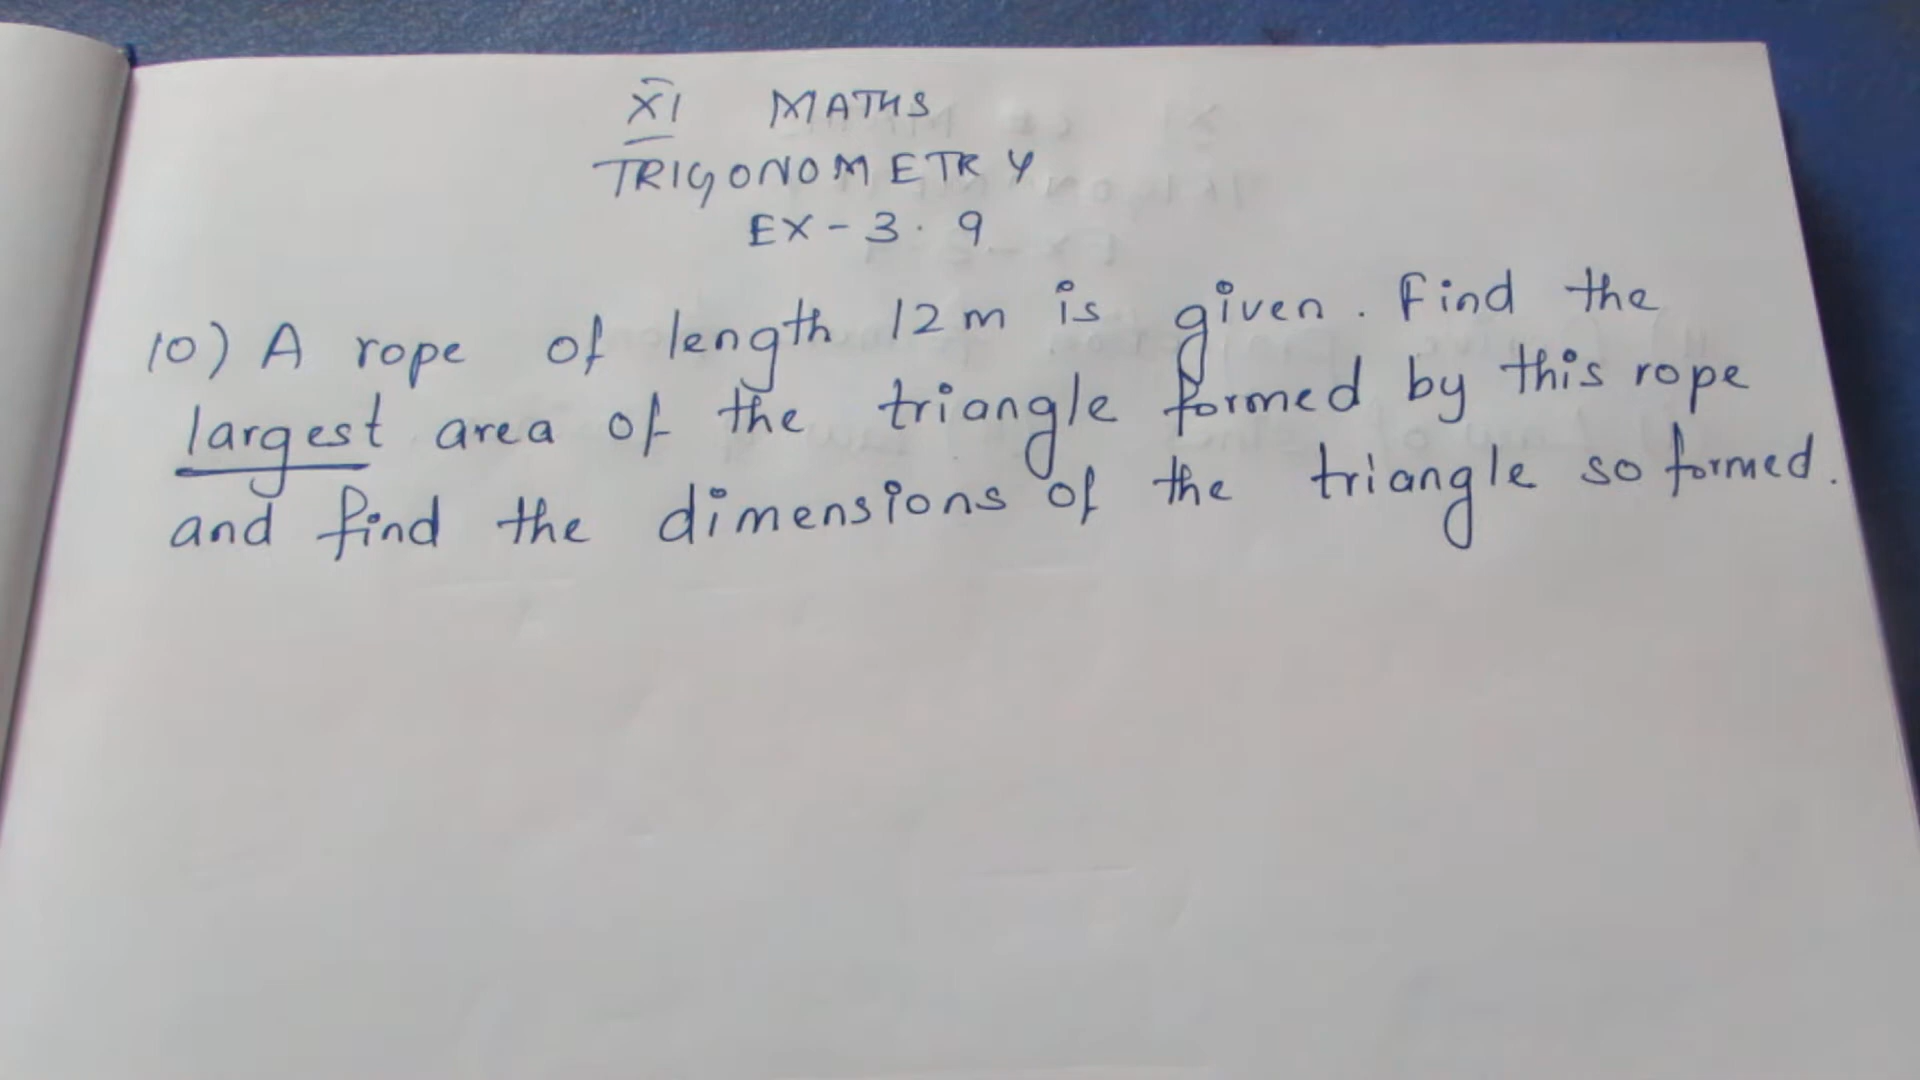 XI MATHS
TRIGONOMETRY
EX - 3.9
10) A rope of length 12m is given. Find the
largest area of the triangle formed by this rope
and find the dimensions of the triangle so formed.